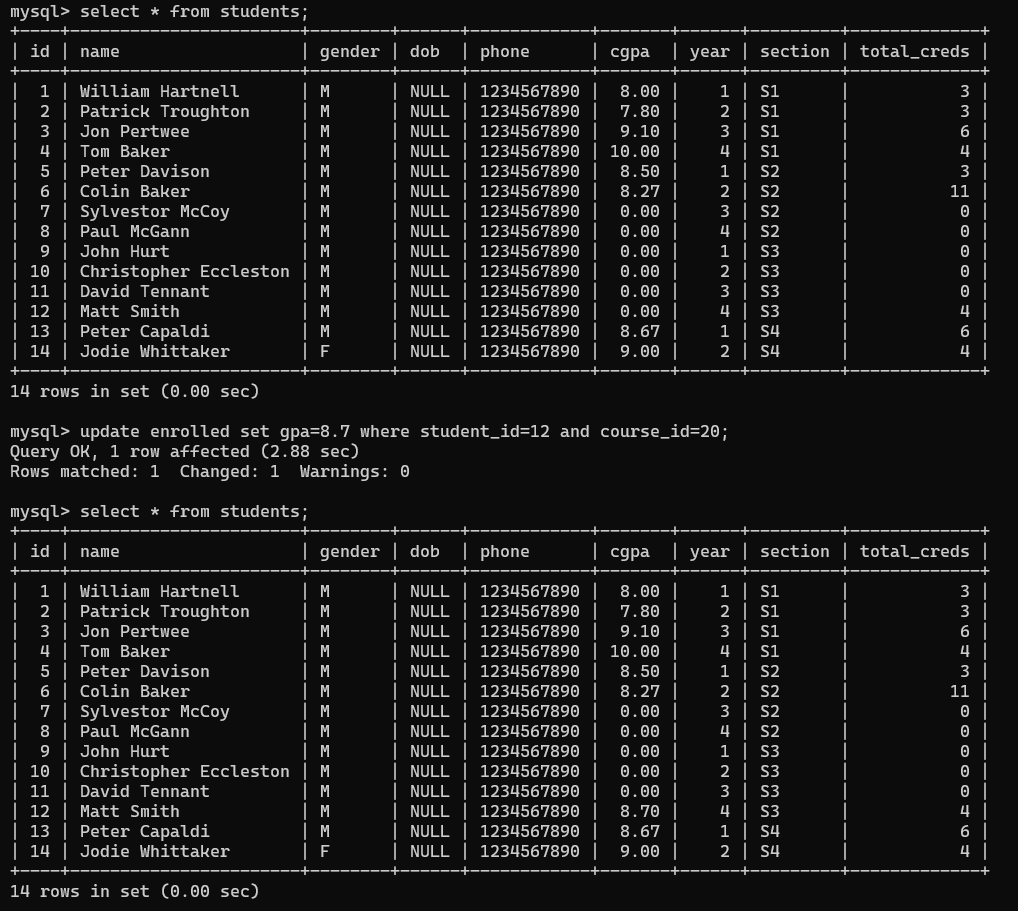 mysql> select * from students;
+----+-----------------------+--------+------+------------+-------+------+---------+-------------+
| id | name                  | gender | dob  | phone      | cgpa  | year | section | total_creds |
+----+-----------------------+--------+------+------------+-------+------+---------+-------------+
|  1 | William Hartnell      | M      | NULL | 1234567890 |  8.00 |    1 | S1      |           3 |
|  2 | Patrick Troughton     | M      | NULL | 1234567890 |  7.80 |    2 | S1      |           3 |
|  3 | Jon Pertwee           | M      | NULL | 1234567890 |  9.10 |    3 | S1      |           6 |
|  4 | Tom Baker             | M      | NULL | 1234567890 | 10.00 |    4 | S1      |           4 |
|  5 | Peter Davison         | M      | NULL | 1234567890 |  8.50 |    1 | S2      |           3 |
|  6 | Colin Baker           | M      | NULL | 1234567890 |  8.27 |    2 | S2      |          11 |
|  7 | Sylvestor McCoy       | M      | NULL | 1234567890 |  0.00 |    3 | S2      |           0 |
|  8 | Paul McGann           | M      | NULL | 1234567890 |  0.00 |    4 | S2      |           0 |
|  9 | John Hurt             | M      | NULL | 1234567890 |  0.00 |    1 | S3      |           0 |
| 10 | Christopher Eccleston | M      | NULL | 1234567890 |  0.00 |    2 | S3      |           0 |
| 11 | David Tennant         | M      | NULL | 1234567890 |  0.00 |    3 | S3      |           0 |
| 12 | Matt Smith            | M      | NULL | 1234567890 |  0.00 |    4 | S3      |           4 |
| 13 | Peter Capaldi         | M      | NULL | 1234567890 |  8.67 |    1 | S4      |           6 |
| 14 | Jodie Whittaker       | F      | NULL | 1234567890 |  9.00 |    2 | S4      |           4 |
+----+-----------------------+--------+------+------------+-------+------+---------+-------------+
14 rows in set (0.00 sec)

mysql> update enrolled set gpa=8.7 where student_id=12 and course_id=20;
Query OK, 1 row affected (2.88 sec)
Rows matched: 1  Changed: 1  Warnings: 0

mysql> select * from students;
+----+-----------------------+--------+------+------------+-------+------+---------+-------------+
| id | name                  | gender | dob  | phone      | cgpa  | year | section | total_creds |
+----+-----------------------+--------+------+------------+-------+------+---------+-------------+
|  1 | William Hartnell      | M      | NULL | 1234567890 |  8.00 |    1 | S1      |           3 |
|  2 | Patrick Troughton     | M      | NULL | 1234567890 |  7.80 |    2 | S1      |           3 |
|  3 | Jon Pertwee           | M      | NULL | 1234567890 |  9.10 |    3 | S1      |           6 |
|  4 | Tom Baker             | M      | NULL | 1234567890 | 10.00 |    4 | S1      |           4 |
|  5 | Peter Davison         | M      | NULL | 1234567890 |  8.50 |    1 | S2      |           3 |
|  6 | Colin Baker           | M      | NULL | 1234567890 |  8.27 |    2 | S2      |          11 |
|  7 | Sylvestor McCoy       | M      | NULL | 1234567890 |  0.00 |    3 | S2      |           0 |
|  8 | Paul McGann           | M      | NULL | 1234567890 |  0.00 |    4 | S2      |           0 |
|  9 | John Hurt             | M      | NULL | 1234567890 |  0.00 |    1 | S3      |           0 |
| 10 | Christopher Eccleston | M      | NULL | 1234567890 |  0.00 |    2 | S3      |           0 |
| 11 | David Tennant         | M      | NULL | 1234567890 |  0.00 |    3 | S3      |           0 |
| 12 | Matt Smith            | M      | NULL | 1234567890 |  8.70 |    4 | S3      |           4 |
| 13 | Peter Capaldi         | M      | NULL | 1234567890 |  8.67 |    1 | S4      |           6 |
| 14 | Jodie Whittaker       | F      | NULL | 1234567890 |  9.00 |    2 | S4      |           4 |
+----+-----------------------+--------+------+------------+-------+------+---------+-------------+
14 rows in set (0.00 sec)